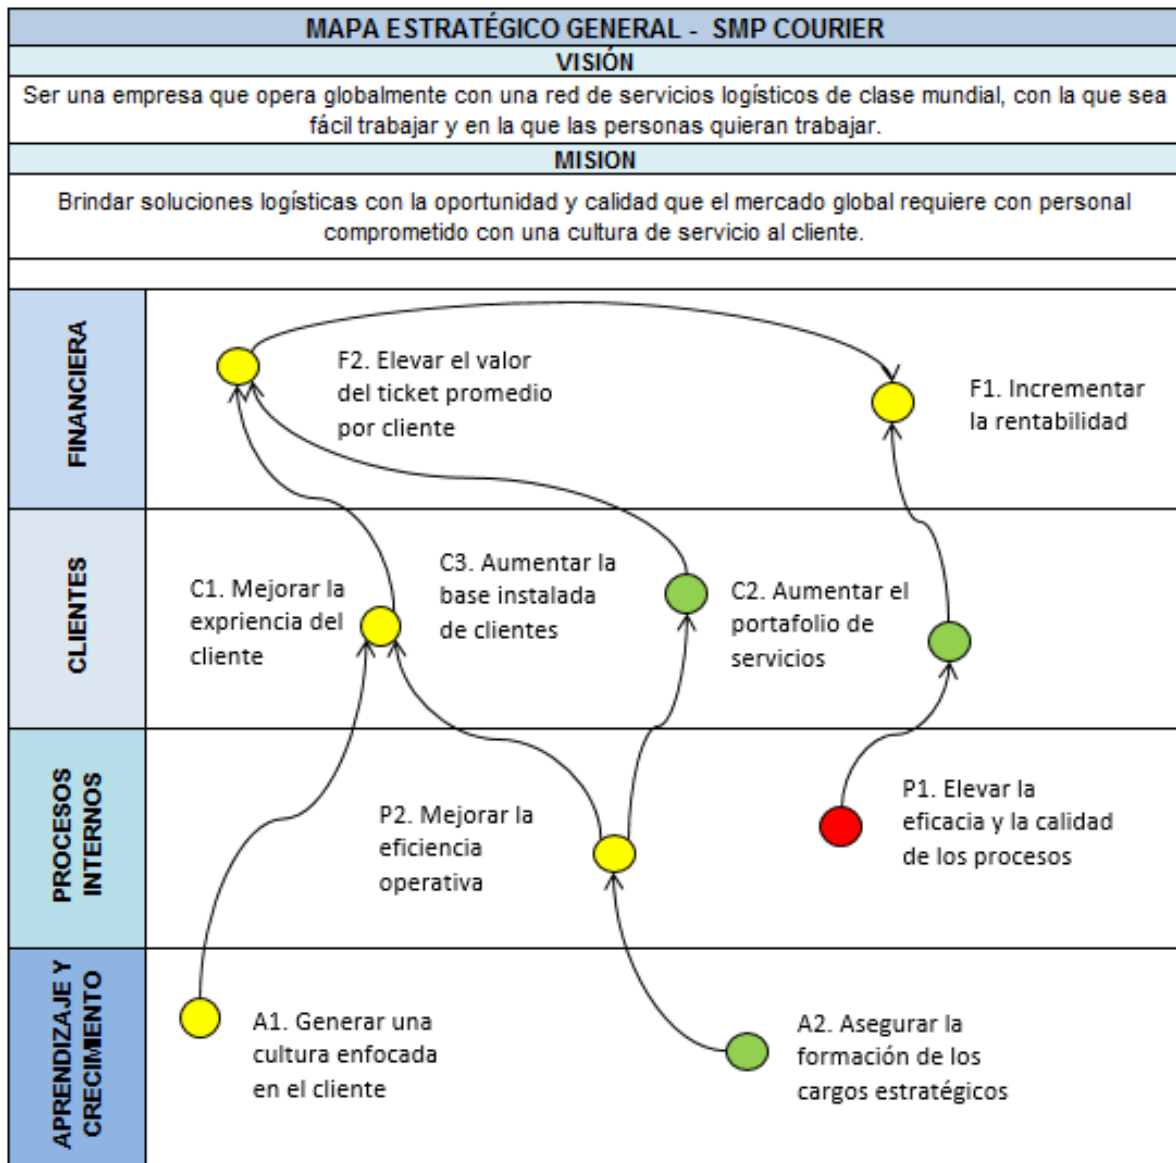 MAPA ESTRATÉGICO GENERAL - SMP COURIER
VISIÓN
Ser una empresa que opera globalmente con una red de servicios logísticos de clase mundial, con la que sea
fácil trabajar y en la que las personas quieran trabajar.
MISION
Brindar soluciones logísticas con la oportunidad y calidad que el mercado global requiere con personal
comprometido con una cultura de servicio al cliente.
FINANCIERA
F2. Elevar el valor
del ticket promedio
por cliente
F1. Incrementar
la rentabilidad
CLIENTES
C1. Mejorar la
expriencia del
cliente
C3. Aumentar la
base instalada
de clientes
C2. Aumentar el
portafolio de
servicios
PROCESOS
INTERNOS
P2. Mejorar la
eficiencia
operativa
P1. Elevar la
eficacia y la calidad
de los procesos
APRENDIZAJE Y
CRECIMIENTO
A1. Generar una
cultura enfocada
en el cliente
A2. Asegurar la
formación de los
cargos estratégicos